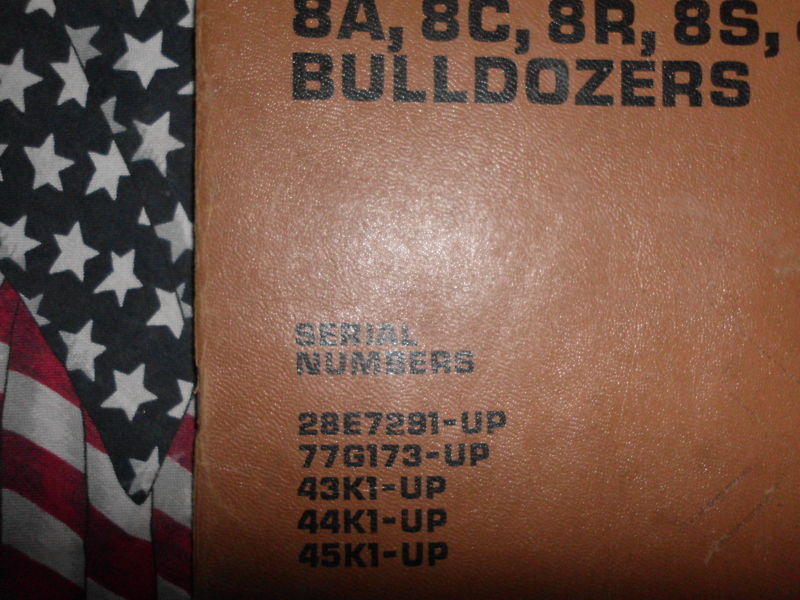 8A, 8C, 8R, 8S,
BULLDOZERS
SERIAL
NUMBERS
28E7291-UP
77G173-UP
43K1-UP
44K1-UP
45K1-UP